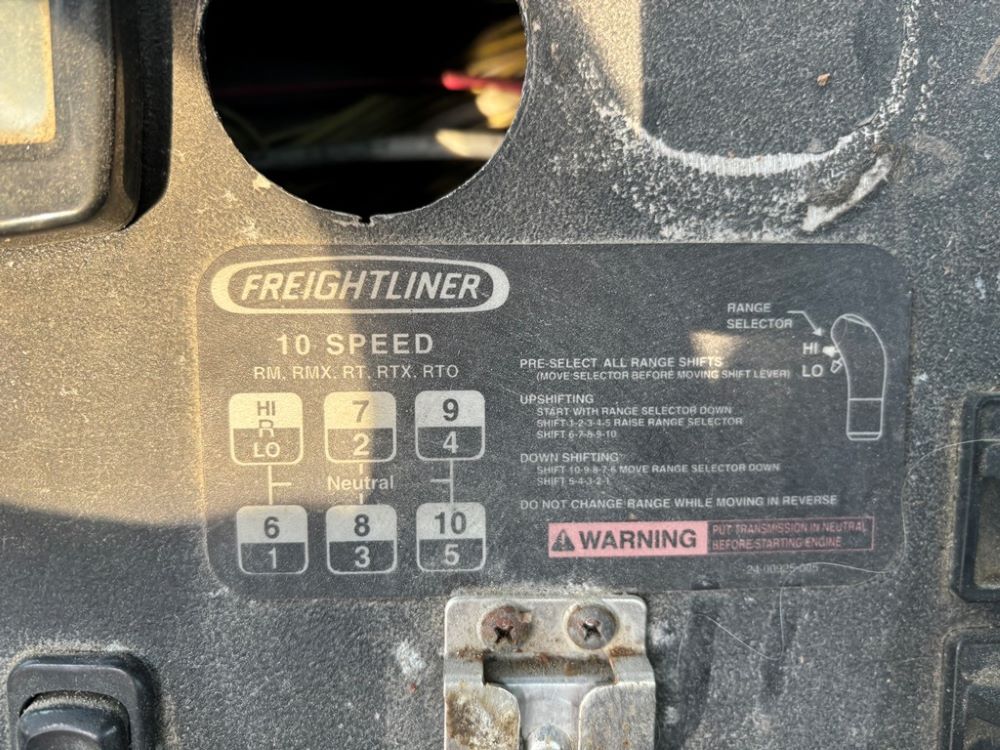 FREIGHTLINER
10 SPEED
RM, RMX, RT, RTX, RTO
HI
R
LO
7
2
9
4
Neutral
6
1
8
3
10
5
RANGE
SELECTOR
HI
LO
PRE-SELECT ALL RANGE SHIFTS
(MOVE SELECTOR BEFORE MOVING SHIFT LEVER)
UPSHIFTING
START WITH RANGE SELECTOR DOWN
SHIFT 1-2-3-4-5 RAISE RANGE SELECTOR
SHIFT 6-7-8-9-10
DOWN SHIFTING
SHIFT 10-9-8-7-6 MOVE RANGE SELECTOR DOWN
SHIFT 5-4-3-2-1
DO NOT CHANGE RANGE WHILE MOVING IN REVERSE
WARNING
PUT TRANSMISSION IN NEUTRAL
BEFORE STARTING ENGINE
24-00925-005